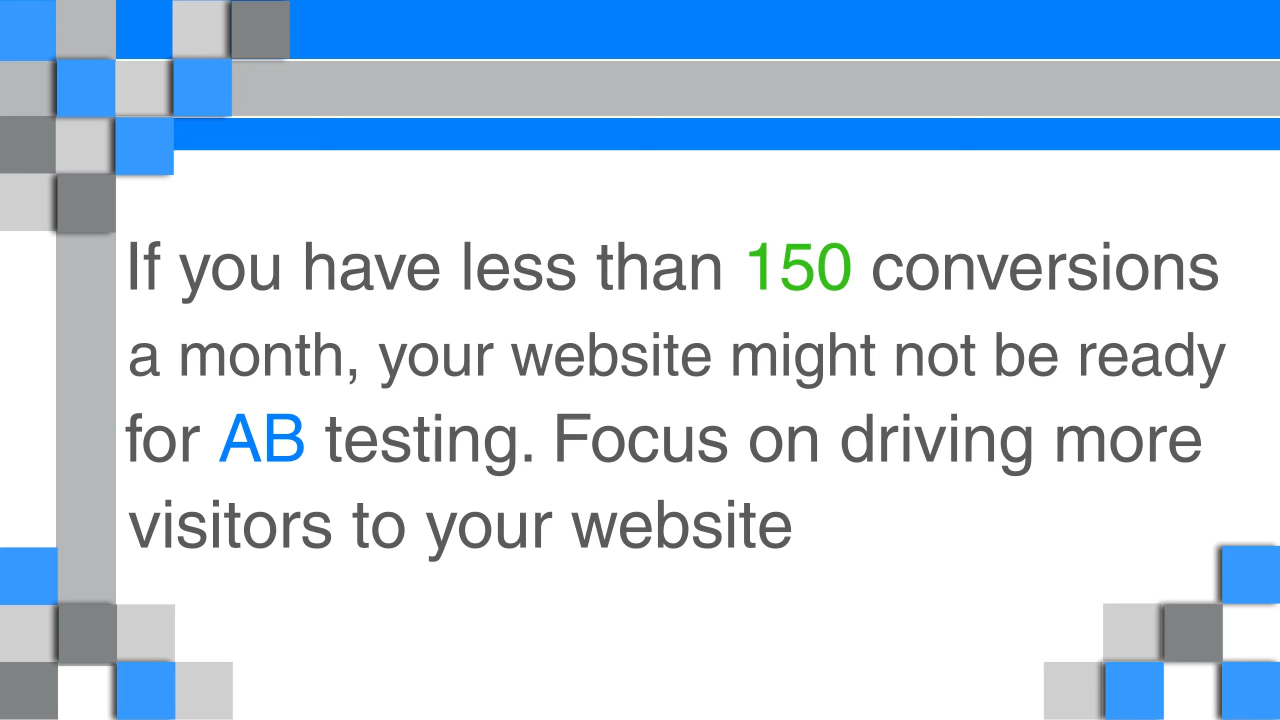 If you have less than 150 conversions
a month, your website might not be ready
for AB testing. Focus on driving more
visitors to your website